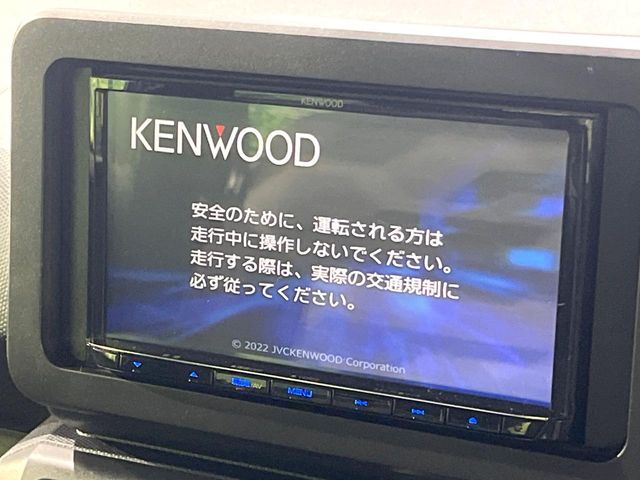 KENWOOD
KENWOOD
安全のために、運転される方は
走行中に操作しないでください。
走行する際は、実際の交通規制に
必ず従ってください。
© 2022 JVCKENWOOD Corporation
MENU